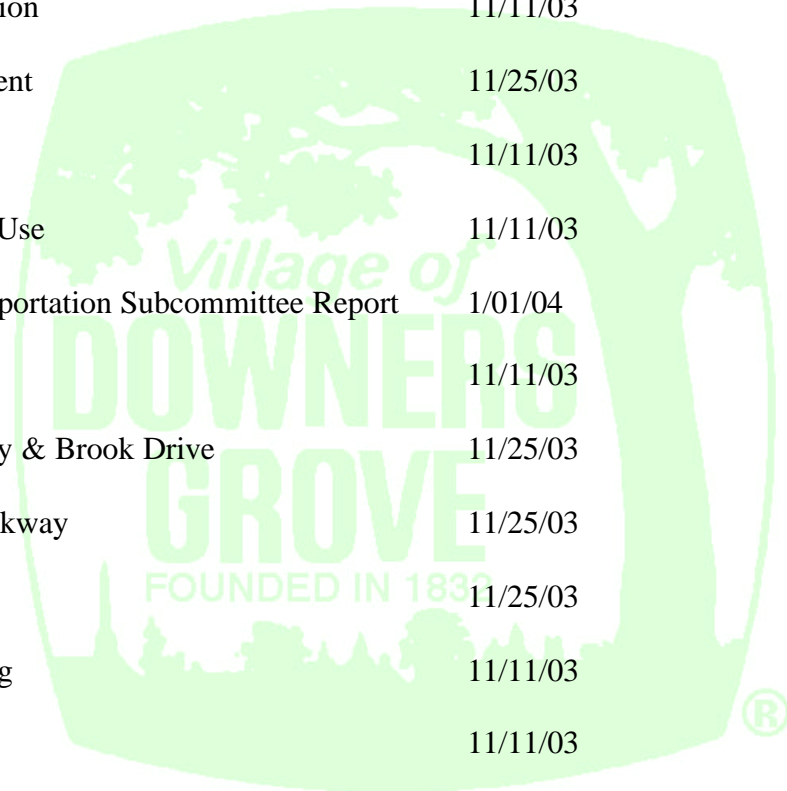 ion 11/11/03
ent 11/25/03
11/11/03
Use 11/11/03
Village of
portation Subcommittee Report 1/01/04
DOWNERS
11/11/03
y & Brook Drive 11/25/03
GROVE
kway 11/25/03
FOUNDED IN 1832
11/25/03
g 11/11/03
®
11/11/03